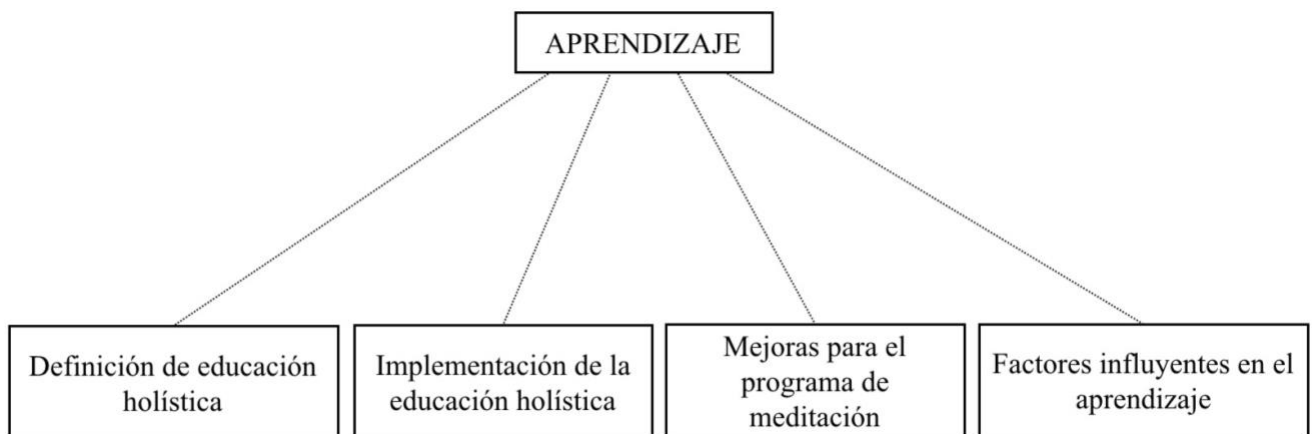 APRENDIZAJE
Definición de educación
holística
Implementación de la
educación holística
Mejoras para el
programa de
meditación
Factores influyentes en el
aprendizaje